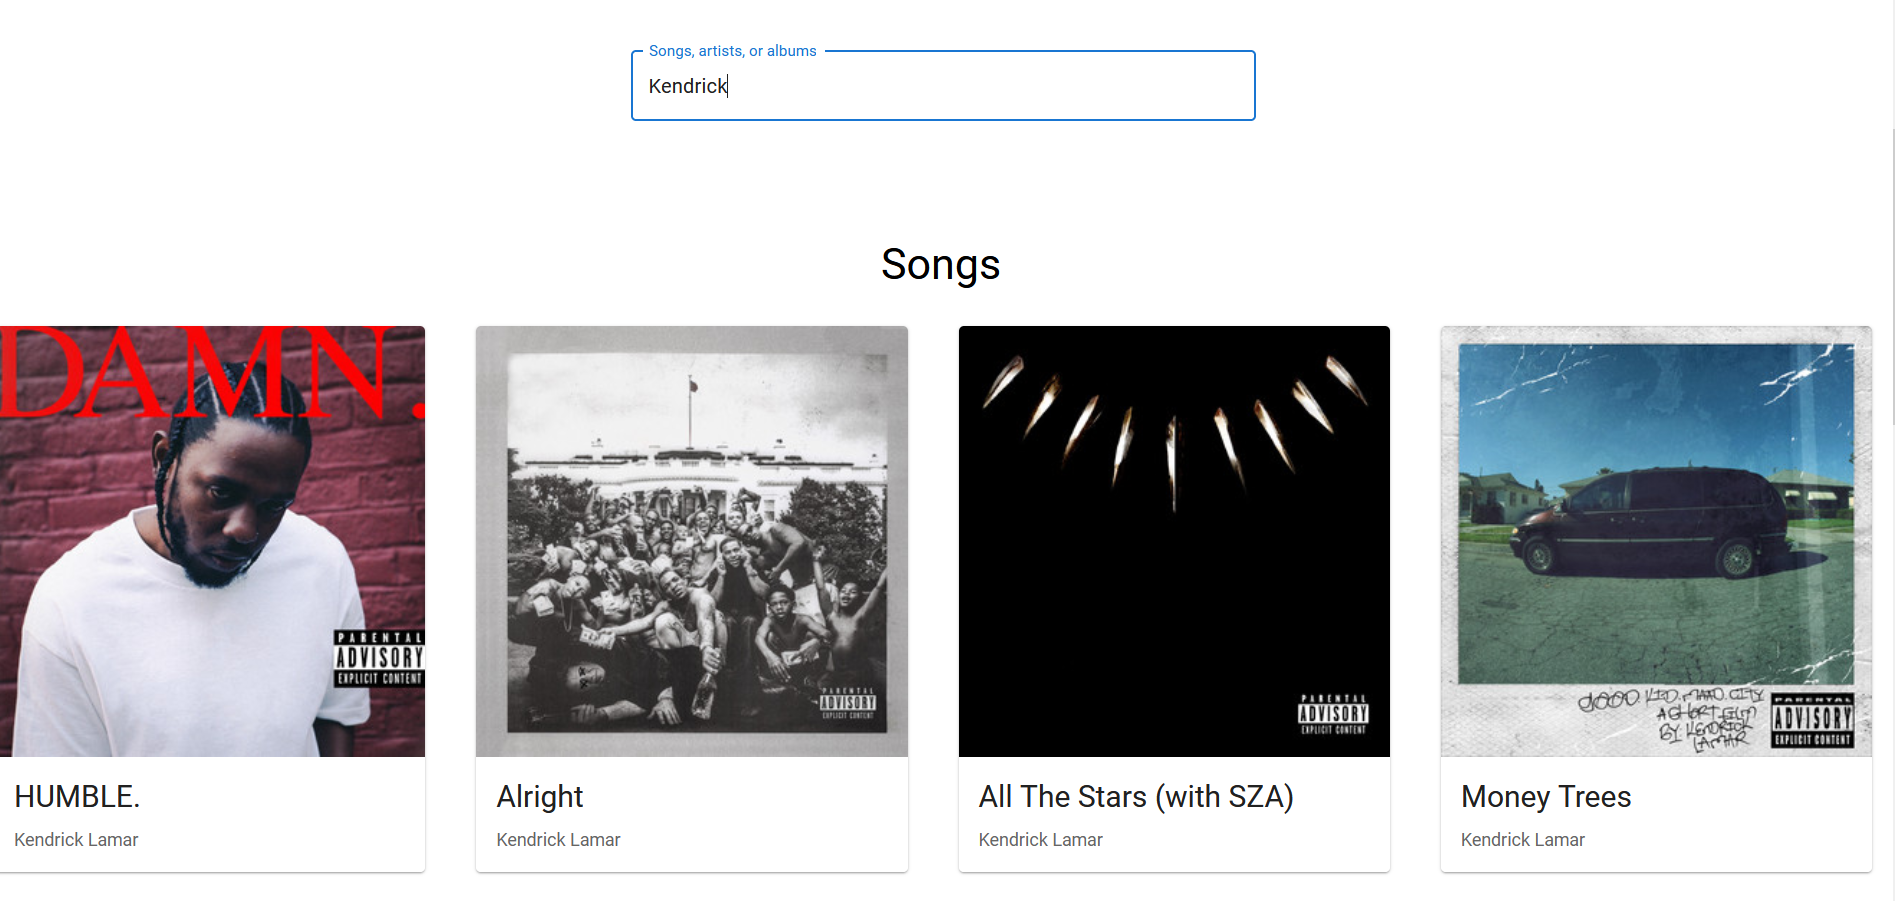 Songs, artists, or albums
Kendrick
Songs
DAMN.
PARENTAL
ADVISORY
EXPLICIT CONTENT
PARENTAL
ADVISORY
EXPLICIT CONTENT
PARENTAL
ADVISORY
EXPLICIT CONTENT
good kid, m.A.A.d city
A SHORT FILM
BY KENDRICK
LAMAR
PARENTAL
ADVISORY
EXPLICIT CONTENT
HUMBLE.
Kendrick Lamar
Alright
Kendrick Lamar
All The Stars (with SZA)
Kendrick Lamar
Money Trees
Kendrick Lamar